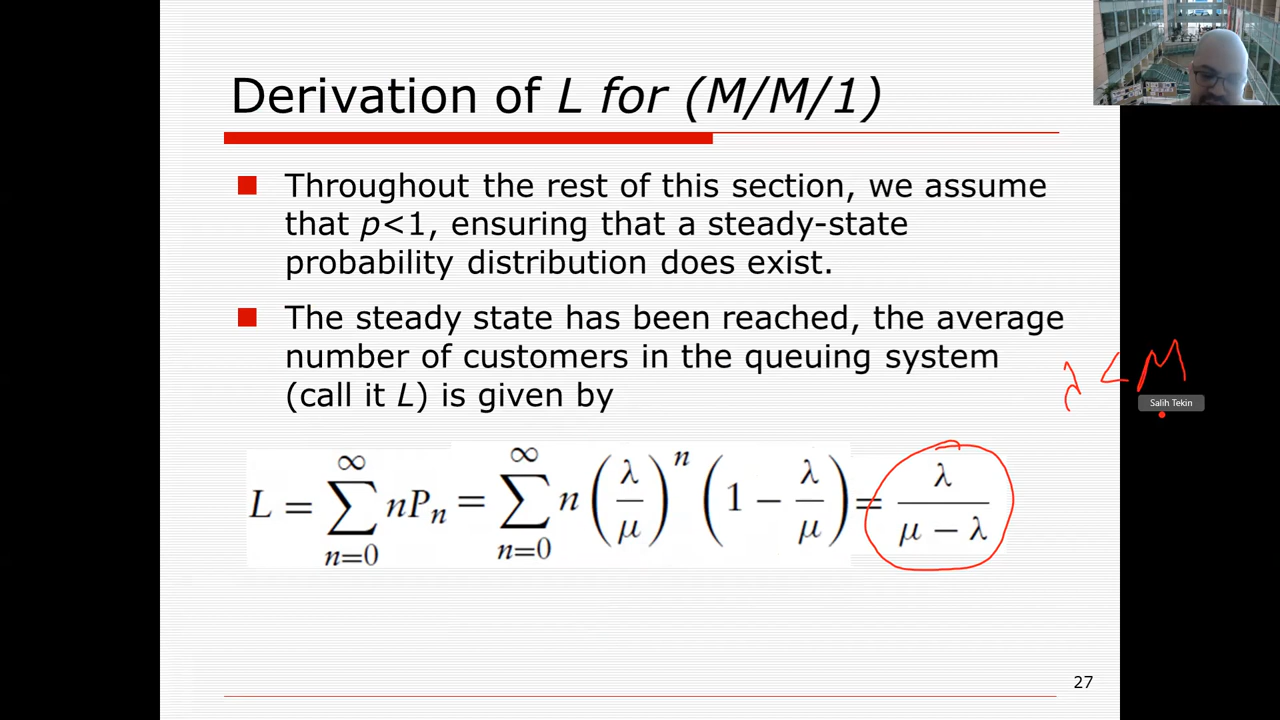 Derivation of L for (M/M/1)
Throughout the rest of this section, we assume
that p<1, ensuring that a steady-state
probability distribution does exist.
The steady state has been reached, the average
number of customers in the queuing system
(call it L) is given by
λ < M
Salih Tekin
L = ∑_{n=0}^{∞} nP_n = ∑_{n=0}^{∞} n (λ/μ)^n (1 − λ/μ) = λ/(μ − λ)
27